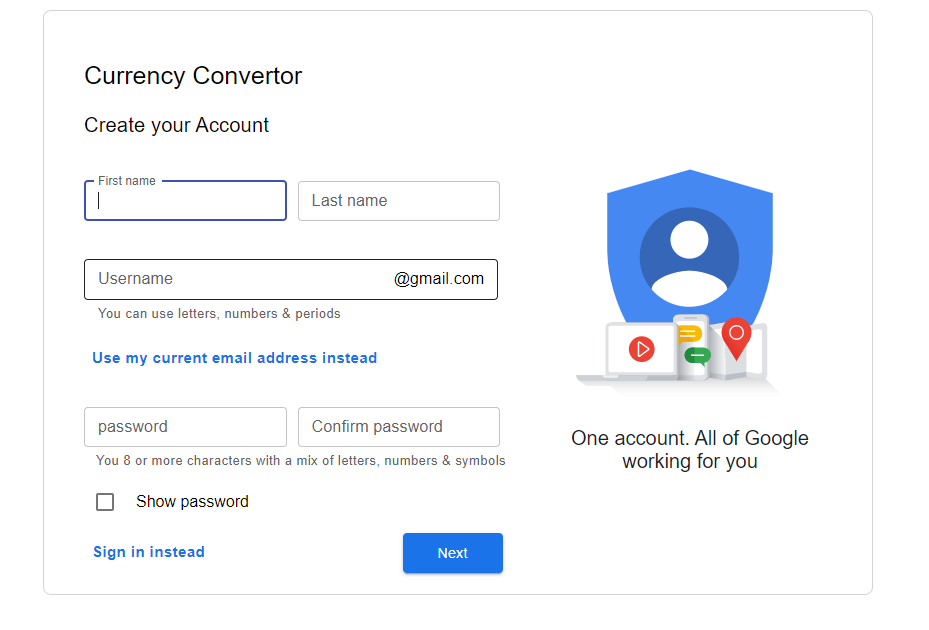 Currency Convertor
Create your Account
First name
Last name
Username
@gmail.com
You can use letters, numbers & periods
Use my current email address instead
password
Confirm password
You 8 or more characters with a mix of letters, numbers & symbols
Show password
Sign in instead
Next
One account. All of Google
working for you